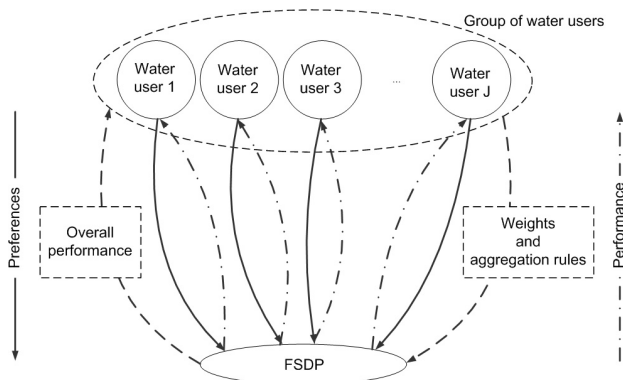 Group of water users
Water
user 1
Water
user 2
Water
user 3
...
Water
user J
Preferences
Overall
performance
Weights
and
aggregation rules
Performance
FSDP